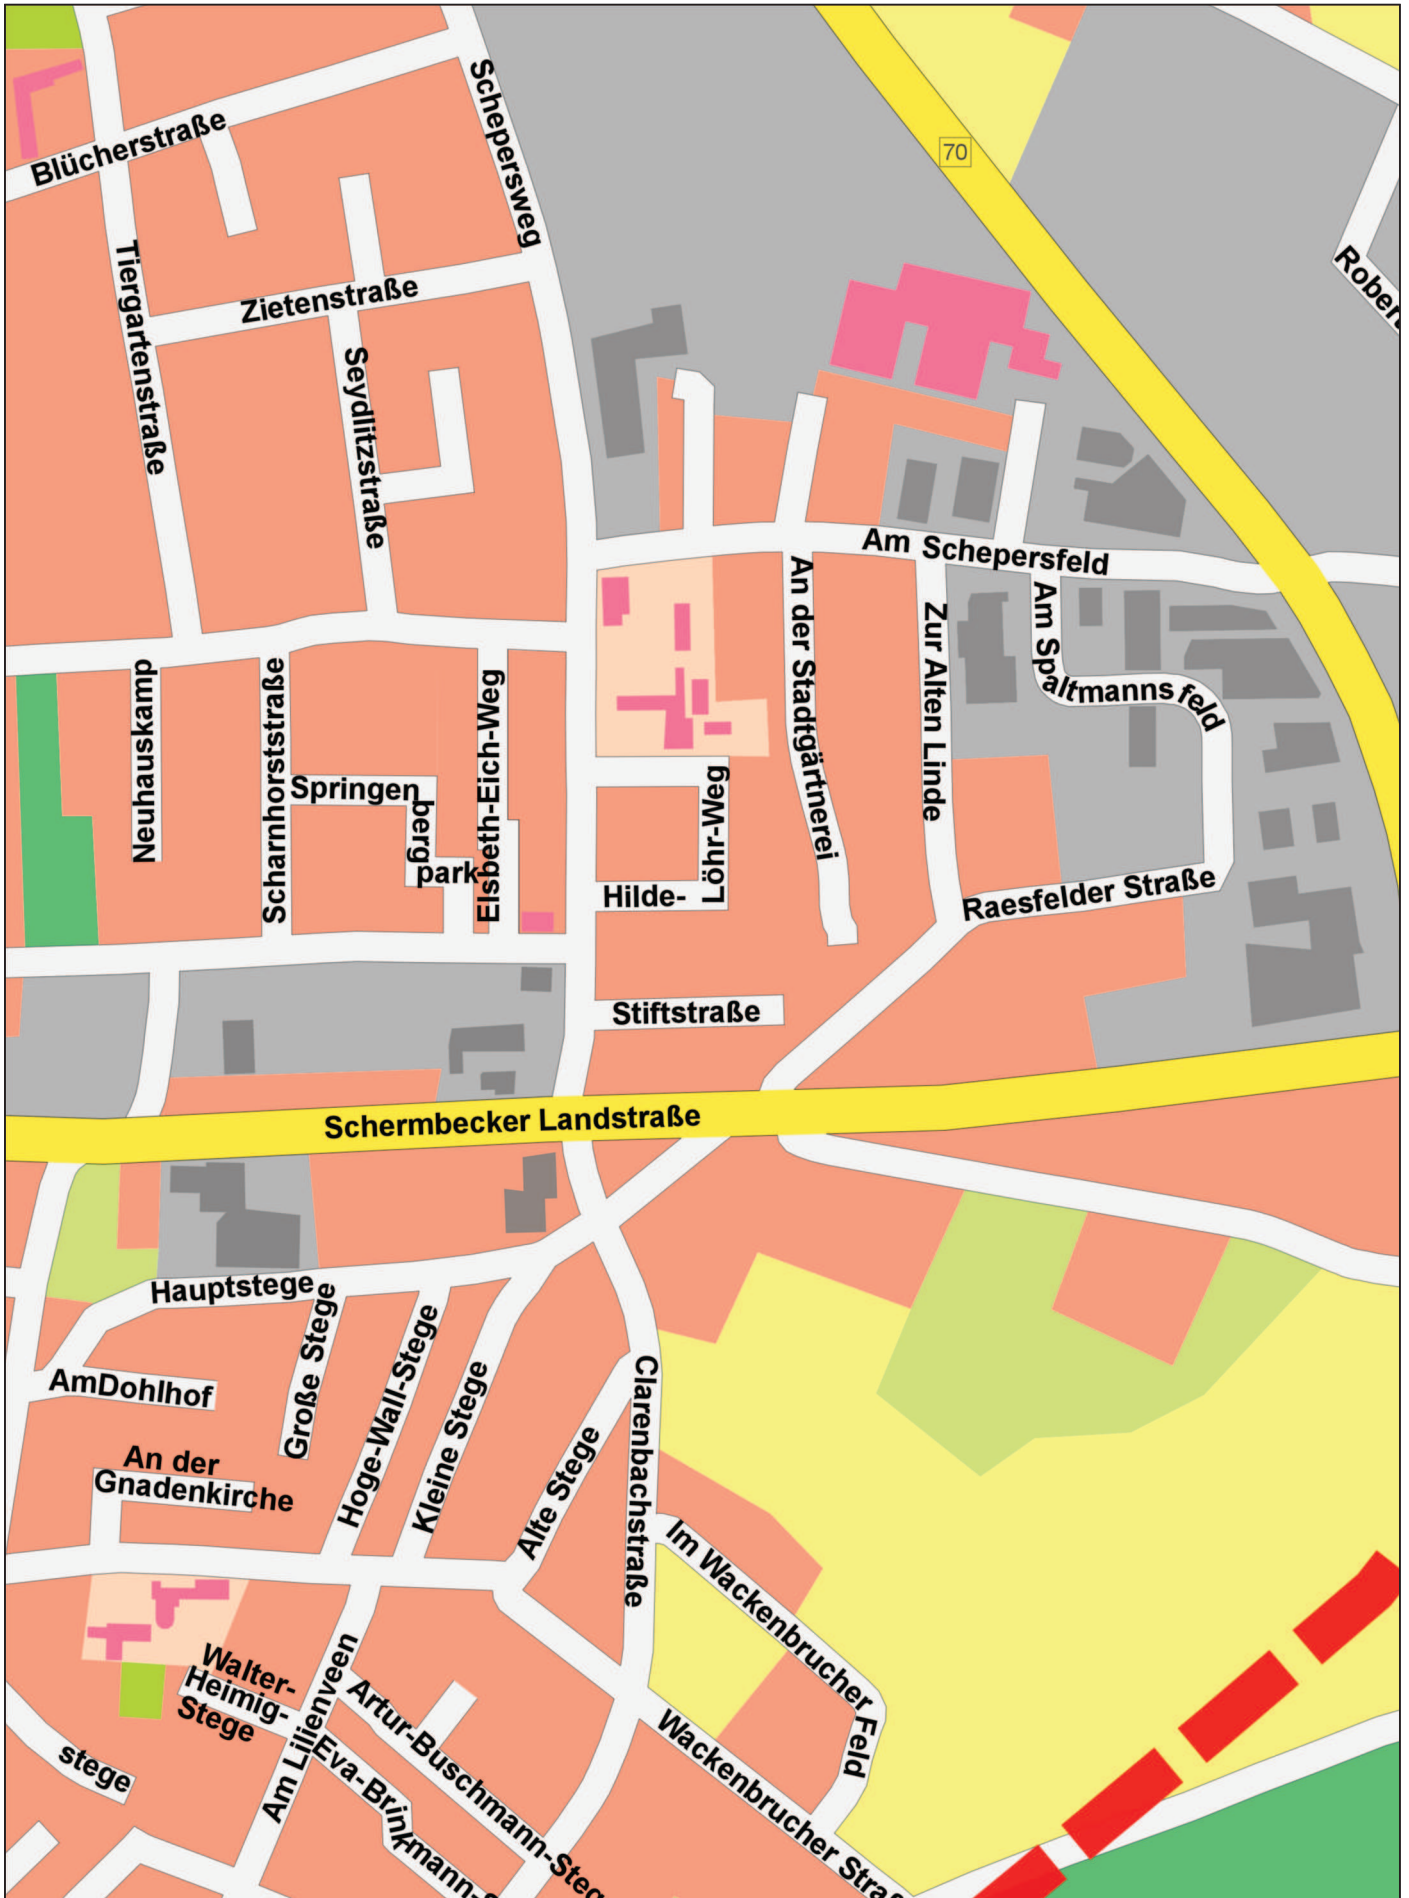 Schepersweg
Blücherstraße
70
Tiergartenstraße
Zietenstraße
Seydlitzstraße
Am Schepersfeld
An der Stadtgärtnerei
Zur Alten Linde
Am Spaltmannsfeld
Neuhauskamp
Scharnhorststraße
Springen
berg
park
Elsbeth-Eich-Weg
Hilde-
Löhr-Weg
Raesfelder Straße
Stiftstraße
Schermbecker Landstraße
Hauptstege
Große Stege
Hoge-Wall-Stege
Kleine Stege
AmDohlhof
An der
Gnadenkirche
Alte Stege
Clarenbachstraße
Im Wackenbrucher Feld
Walter-
Heimig-
Stege
Am Lilienveen
Artur-Buschmann-Steg
Eva-Brinkmann-
Wackenbrucher Straß
stege